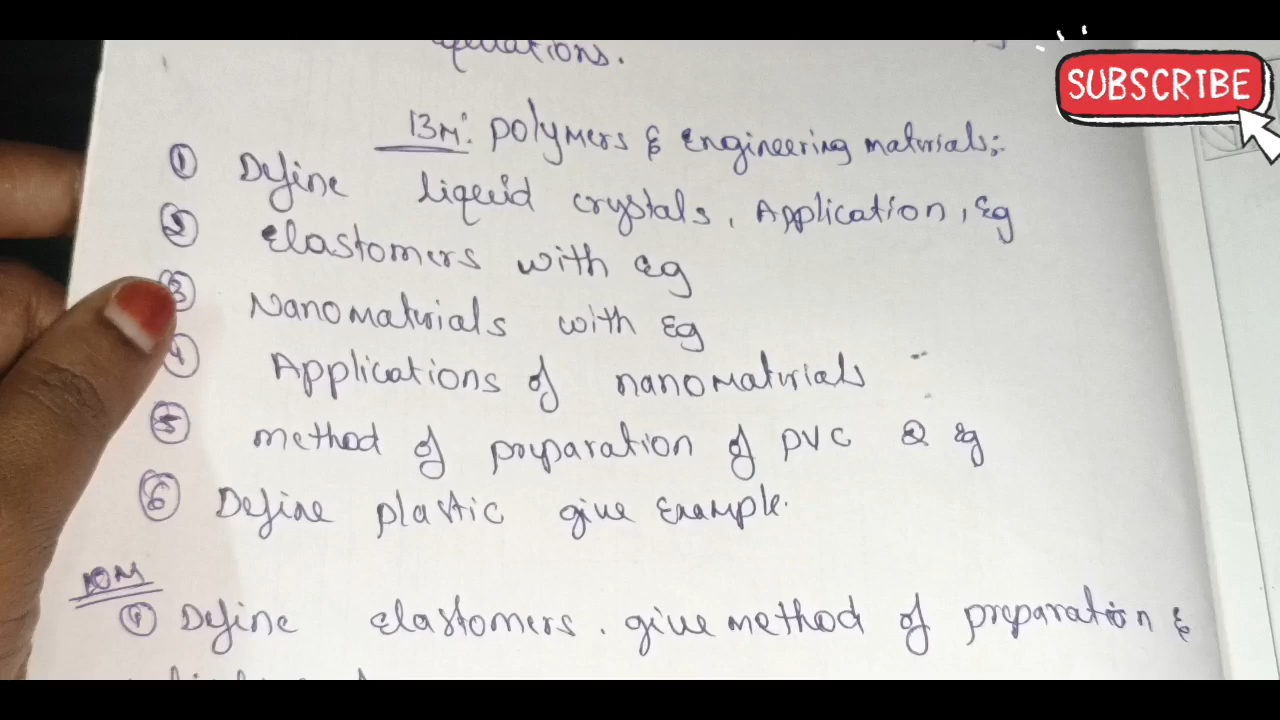 equations.
SUBSCRIBE
13M: Polymers & Engineering materials:
① Define liquid crystals, Application, Eg
② Elastomers with eg
③ Nanomaterials with Eg
④ Applications of nanomaterials
⑤ method of preparation of PVC & eg
⑥ Define plastic give Example.
10M
① Define elastomers. give method of preparation &